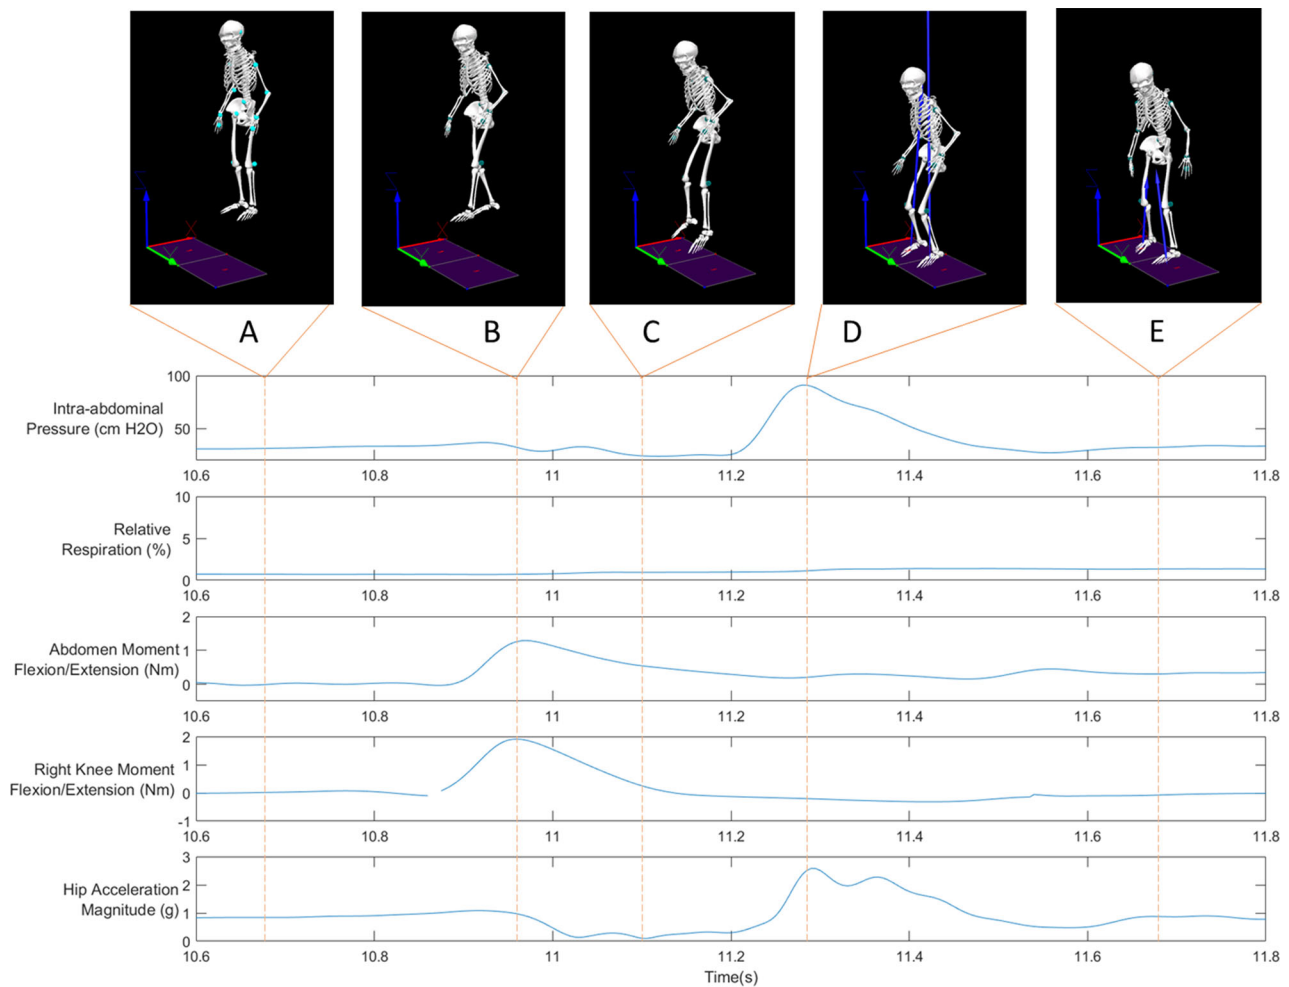 Z X Y
Z X Y
Z X Y
Z X Y
Z X Y
A B C D E
Intra-abdominal
Pressure (cm H2O)
100
50
10.6 10.8 11 11.2 11.4 11.6 11.8
Relative
Respiration (%)
10
5
0
10.6 10.8 11 11.2 11.4 11.6 11.8
Abdomen Moment
Flexion/Extension (Nm)
2
1
0
10.6 10.8 11 11.2 11.4 11.6 11.8
Right Knee Moment
Flexion/Extension (Nm)
2
1
0
-1
10.6 10.8 11 11.2 11.4 11.6 11.8
Hip Acceleration
Magnitude (g)
3
2
1
0
10.6 10.8 11 11.2 11.4 11.6 11.8
Time(s)